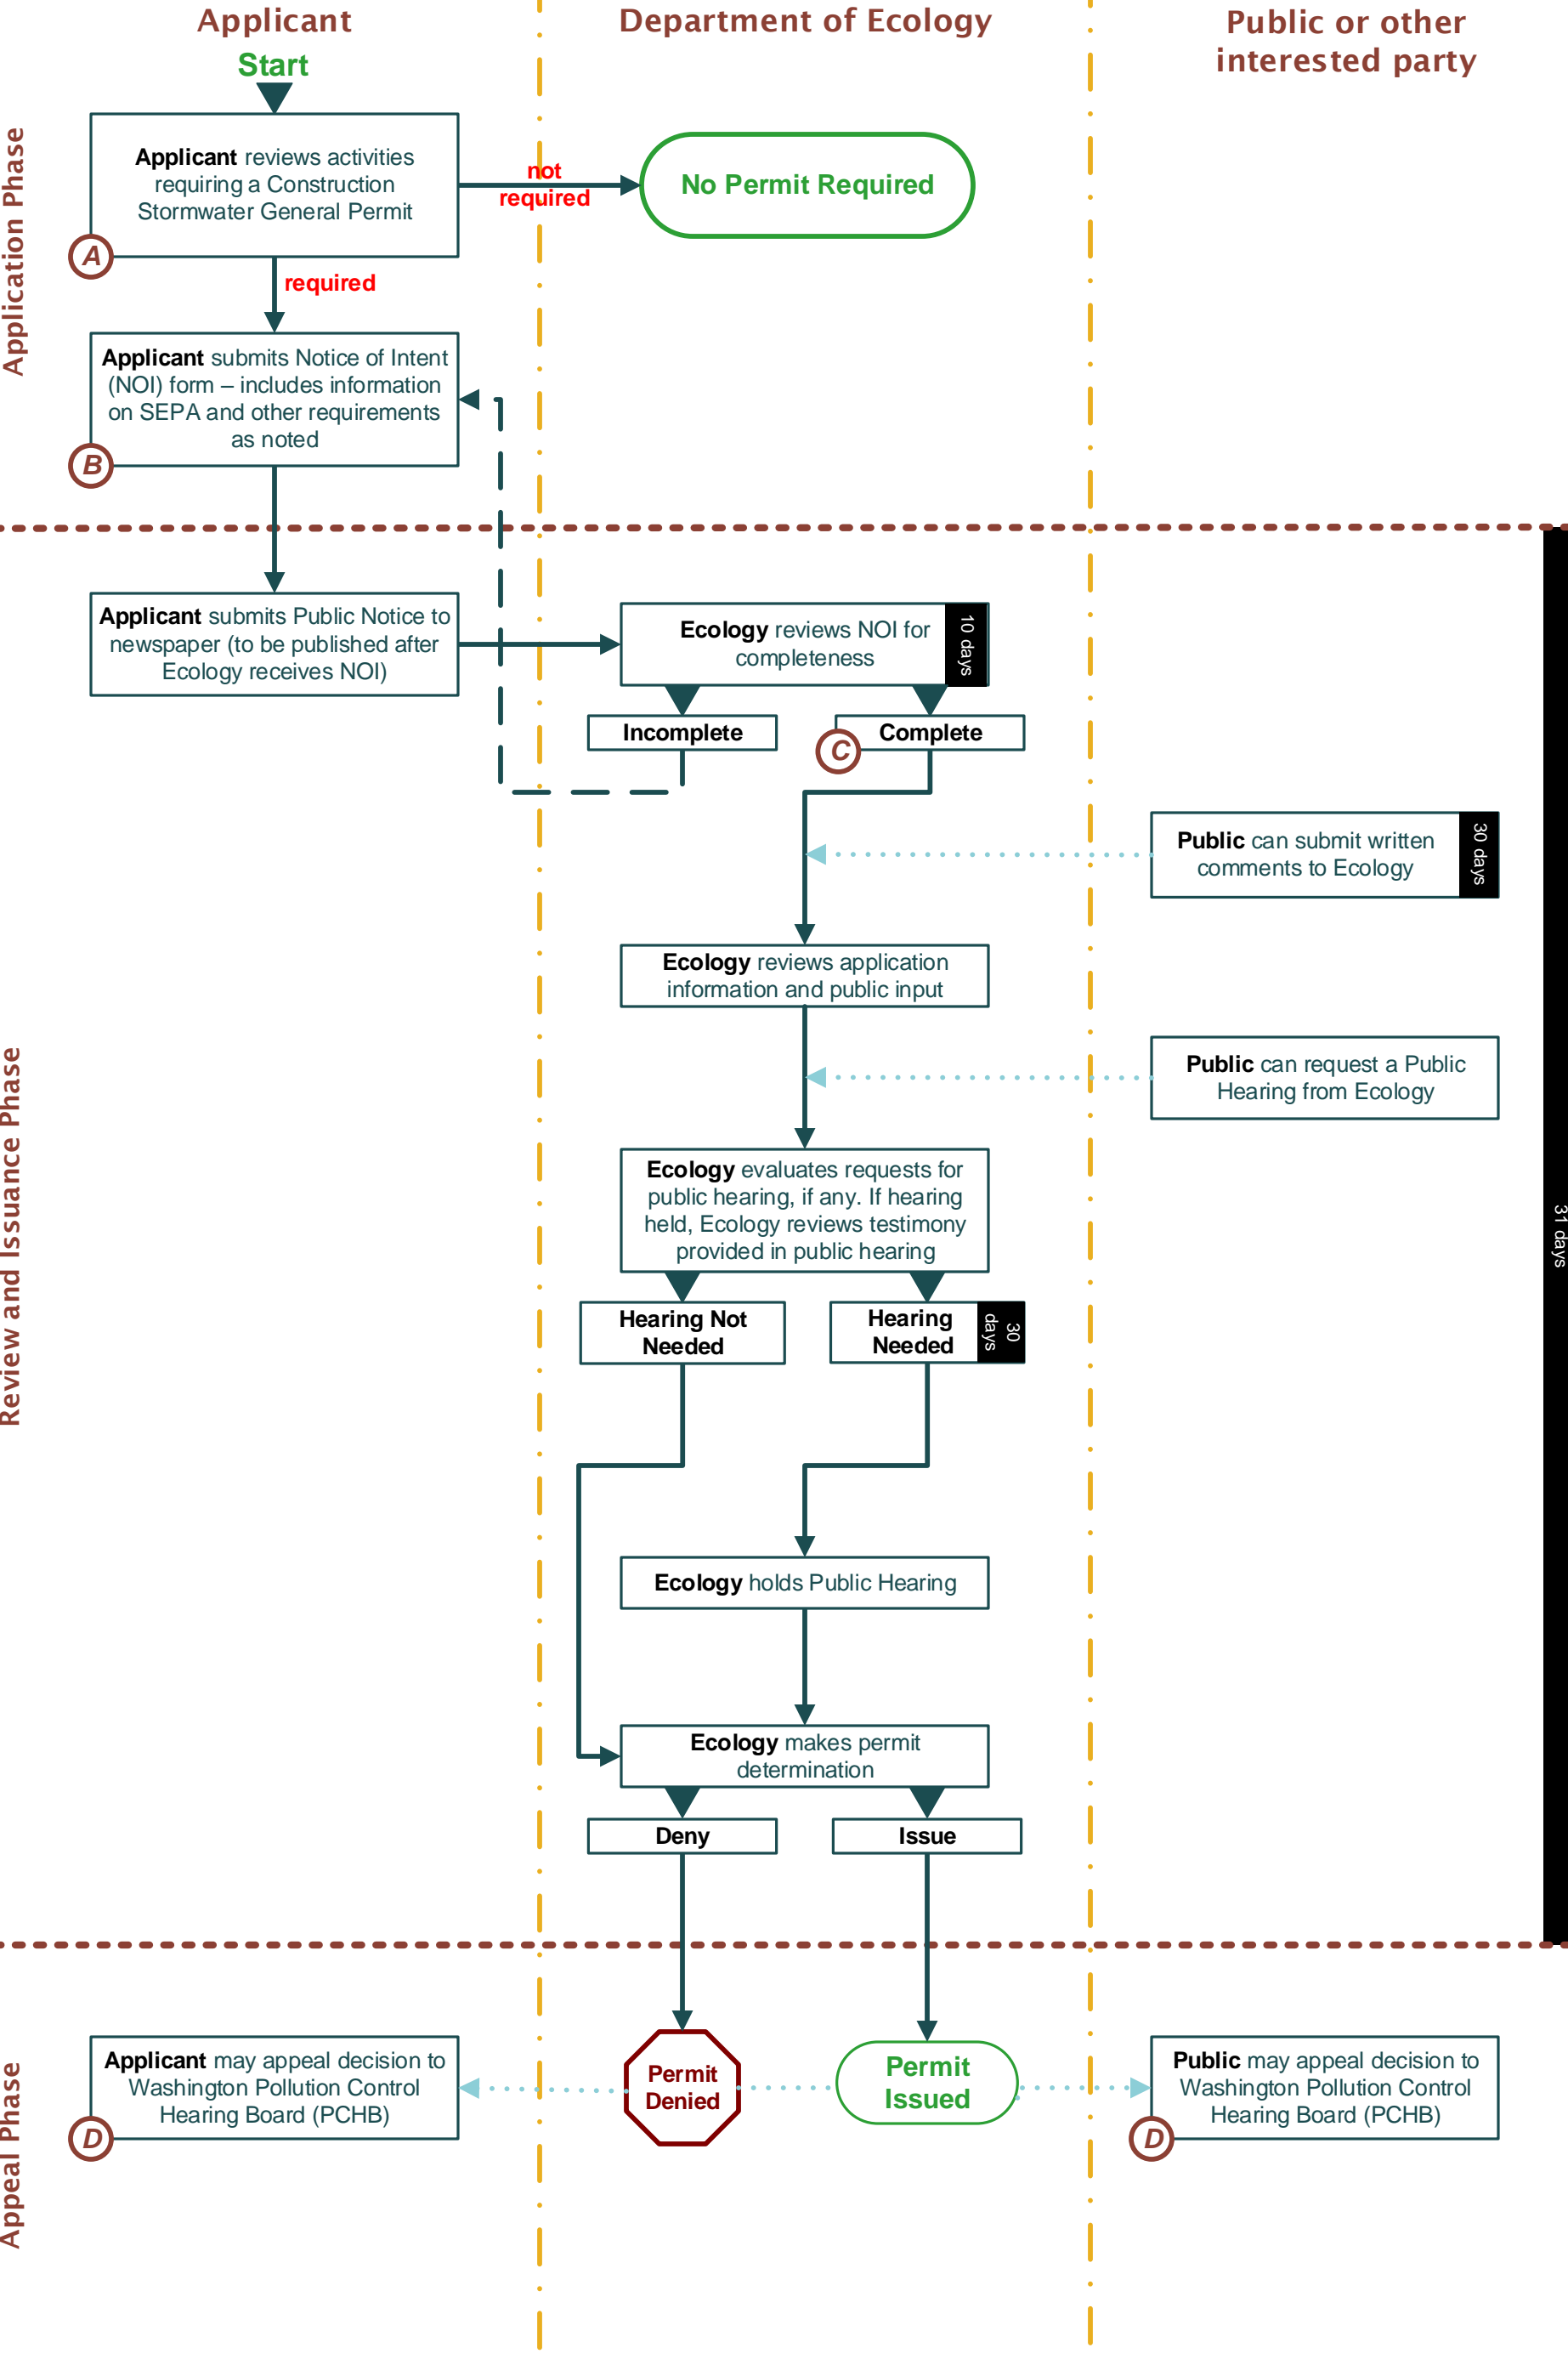 Applicant
Department of Ecology
Public or other
interested party
Start
Application Phase
Applicant reviews activities
requiring a Construction
Stormwater General Permit
A
not
required
No Permit Required
required
Applicant submits Notice of Intent
(NOI) form – includes information
on SEPA and other requirements
as noted
B
Review and Issuance Phase
31 days
Applicant submits Public Notice to
newspaper (to be published after
Ecology receives NOI)
Ecology reviews NOI for
completeness
10 days
Incomplete
Complete
C
Public can submit written
comments to Ecology
30 days
Ecology reviews application
information and public input
Public can request a Public
Hearing from Ecology
Ecology evaluates requests for
public hearing, if any. If hearing
held, Ecology reviews testimony
provided in public hearing
Hearing Not
Needed
Hearing
Needed
30
days
Ecology holds Public Hearing
Ecology makes permit
determination
Deny
Issue
Appeal Phase
Applicant may appeal decision to
Washington Pollution Control
Hearing Board (PCHB)
D
Permit
Denied
Permit
Issued
Public may appeal decision to
Washington Pollution Control
Hearing Board (PCHB)
D